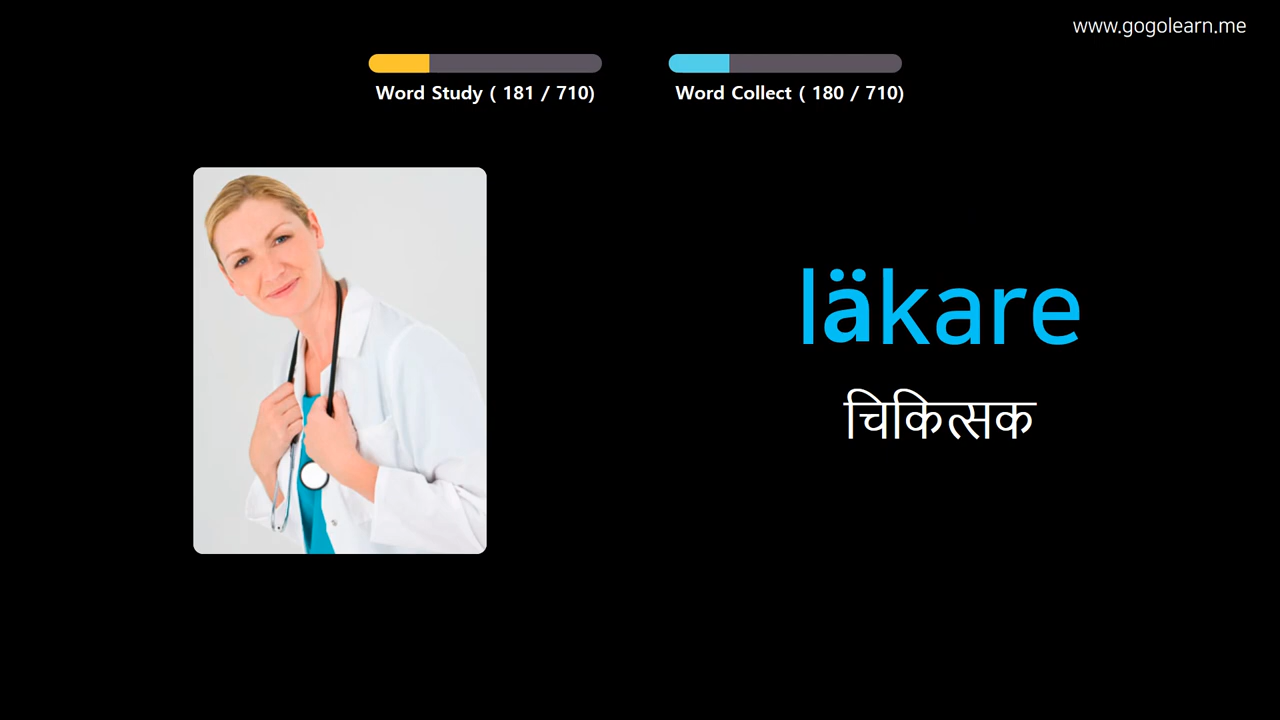 www.gogolearn.me
Word Study ( 181 / 710)
Word Collect ( 180 / 710)
läkare
चिकित्सक